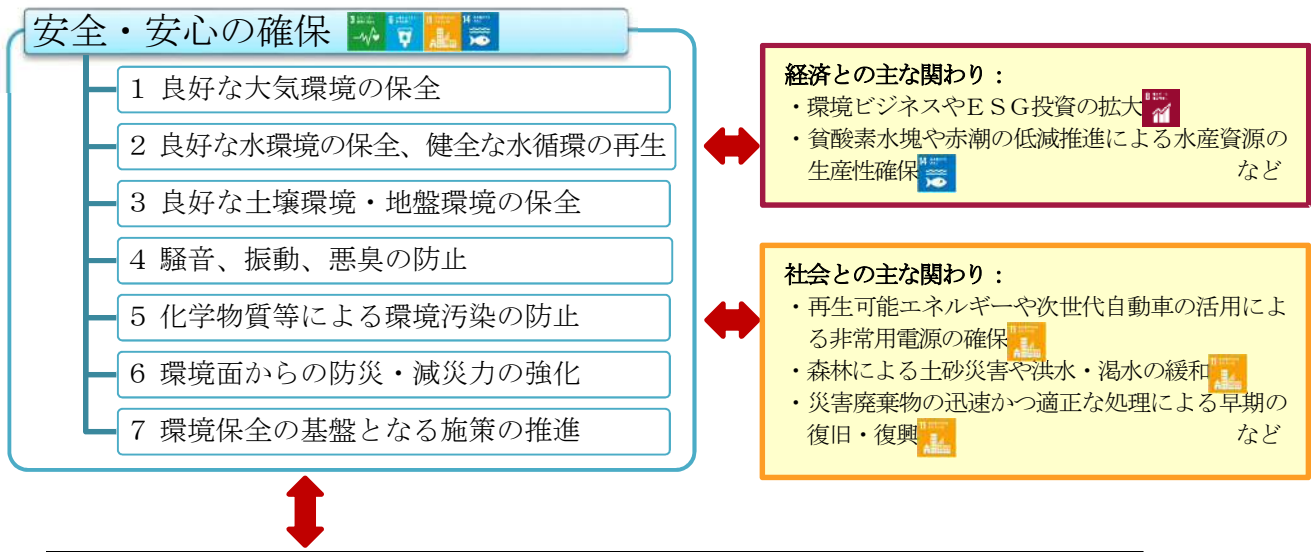 安全・安心の確保
1 良好な大気環境の保全
2 良好な水環境の保全、健全な水循環の再生
3 良好な土壌環境・地盤環境の保全
4 騒音、振動、悪臭の防止
5 化学物質等による環境汚染の防止
6 環境面からの防災・減災力の強化
7 環境保全の基盤となる施策の推進
経済との主な関わり：
・環境ビジネスやＥＳＧ投資の拡大
・貧酸素水塊や赤潮の低減推進による水産資源の
生産性確保 など
社会との主な関わり：
・再生可能エネルギーや次世代自動車の活用によ
る非常用電源の確保
・森林による土砂災害や洪水・渇水の緩和
・災害廃棄物の迅速かつ適正な処理による早期の
復旧・復興 など